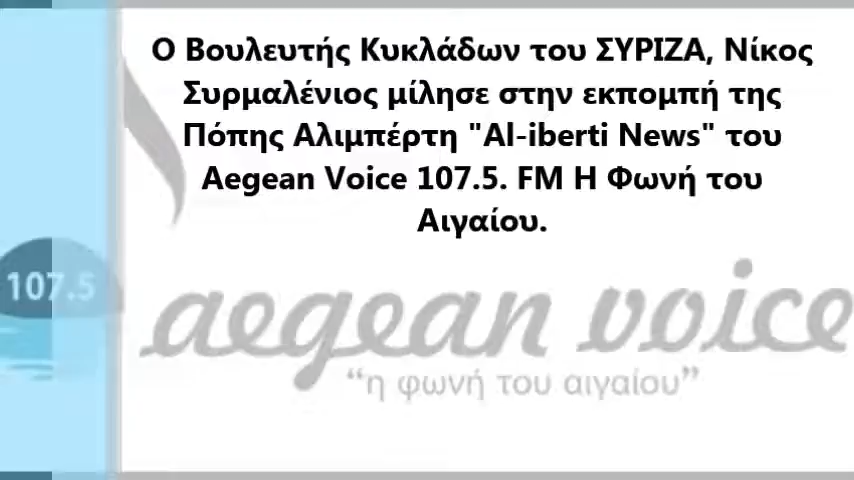 Ο Βουλευτής Κυκλάδων του ΣΥΡΙΖΑ, Νίκος
Συρμαλένιος μίλησε στην εκπομπή της
Πόπης Αλιμπέρτη "Al-iberti News" του
Aegean Voice 107.5. FM Η Φωνή του
Αιγαίου.
107.5
aegean voice
“η φωνή του αιγαίου”